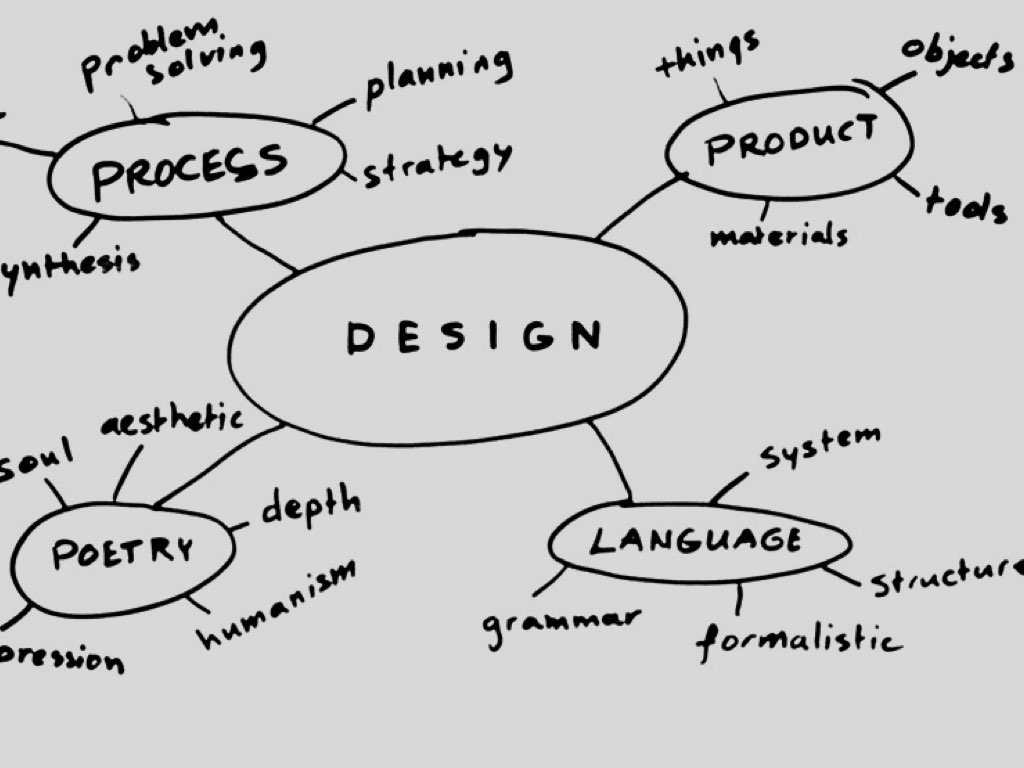 problem
solving
planning
PROCESS
strategy
ynthesis
things
objects
PRODUCT
tools
materials
DESIGN
aesthetic
soul
depth
POETRY
humanism
pression
system
LANGUAGE
structure
grammar
formalistic